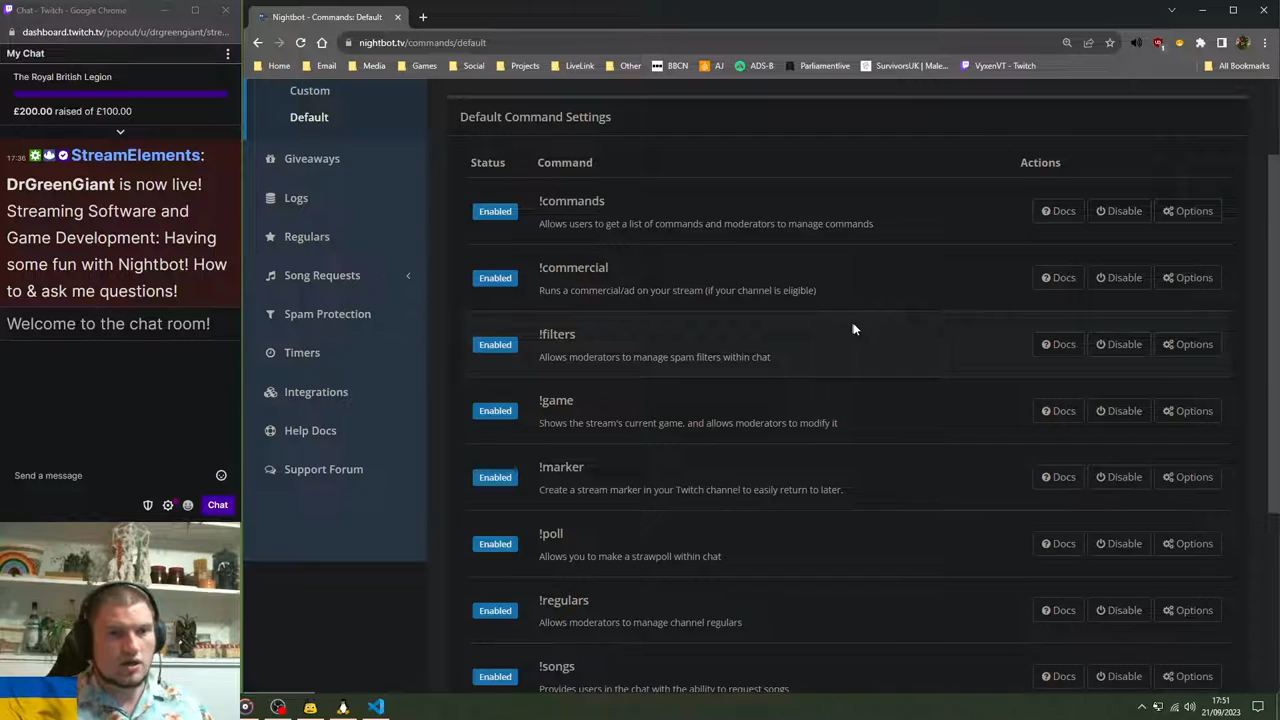 Chat - Twitch - Google Chrome
dashboard.twitch.tv/popout/u/drgreengiant/stre...
My Chat
The Royal British Legion
£200.00 raised of £100.00
17:36 StreamElements:
DrGreenGiant is now live!
Streaming Software and
Game Development: Having
some fun with Nightbot! How
to & ask me questions!
Welcome to the chat room!
Send a message
Chat
Nightbot - Commands: Default
nightbot.tv/commands/default
Home
Email
Media
Games
Social
Projects
LiveLink
Other
BBCN
AJ
ADS-B
Parliamentlive
SurvivorsUK | Male...
VyxenVT - Twitch
All Bookmarks
Custom
Default
Giveaways
Logs
Regulars
Song Requests
Spam Protection
Timers
Integrations
Help Docs
Support Forum
Default Command Settings
Status Command Actions
Enabled !commands Docs Disable Options
Allows users to get a list of commands and moderators to manage commands
Enabled !commercial Docs Disable Options
Runs a commercial/ad on your stream (if your channel is eligible)
Enabled !filters Docs Disable Options
Allows moderators to manage spam filters within chat
Enabled !game Docs Disable Options
Shows the stream's current game, and allows moderators to modify it
Enabled !marker Docs Disable Options
Create a stream marker in your Twitch channel to easily return to later.
Enabled !poll Docs Disable Options
Allows you to make a strawpoll within chat
Enabled !regulars Docs Disable Options
Allows moderators to manage channel regulars
Enabled !songs Docs Disable Options
Provides users in the chat with the ability to request songs
17:51
21/09/2023